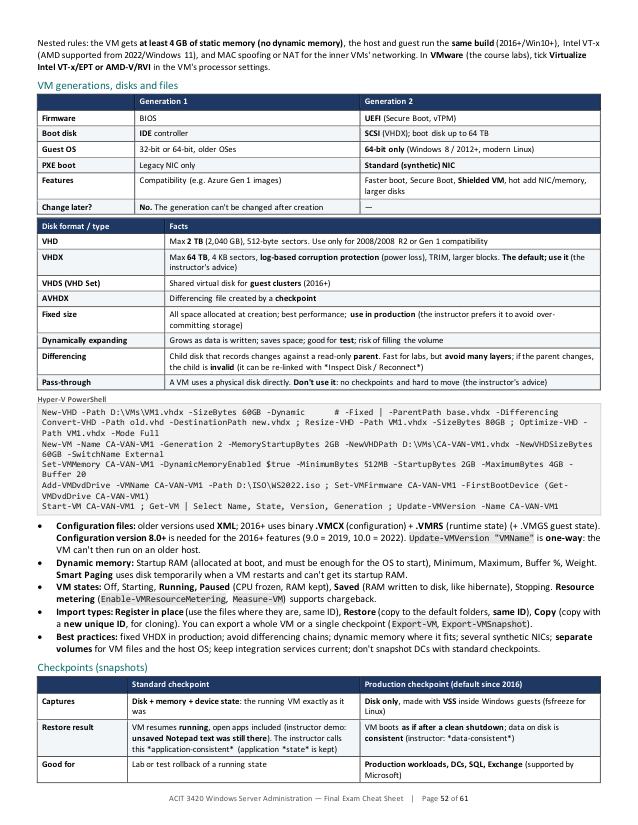 Nested rules: the VM gets at least 4 GB of static memory (no dynamic memory), the host and guest run the same build (2016+/Win10+), Intel VT-x
(AMD supported from 2022/Windows 11), and MAC spoofing or NAT for the inner VMs' networking. In VMware (the course labs), tick Virtualize
Intel VT-x/EPT or AMD-V/RVI in the VM's processor settings.
VM generations, disks and files
Generation 1 Generation 2
Firmware BIOS UEFI (Secure Boot, vTPM)
Boot disk IDE controller SCSI (VHDX); boot disk up to 64 TB
Guest OS 32-bit or 64-bit, older OSes 64-bit only (Windows 8 / 2012+, modern Linux)
PXE boot Legacy NIC only Standard (synthetic) NIC
Features Compatibility (e.g. Azure Gen 1 images) Faster boot, Secure Boot, Shielded VM, hot add NIC/memory,
larger disks
Change later? No. The generation can't be changed after creation —
Disk format / type Facts
VHD Max 2 TB (2,040 GB), 512-byte sectors. Use only for 2008/2008 R2 or Gen 1 compatibility
VHDX Max 64 TB, 4 KB sectors, log-based corruption protection (power loss), TRIM, larger blocks. The default; use it (the
instructor's advice)
VHDS (VHD Set) Shared virtual disk for guest clusters (2016+)
AVHDX Differencing file created by a checkpoint
Fixed size All space allocated at creation; best performance; use in production (the instructor prefers it to avoid over-
committing storage)
Dynamically expanding Grows as data is written; saves space; good for test; risk of filling the volume
Differencing Child disk that records changes against a read-only parent. Fast for labs, but avoid many layers; if the parent changes,
the child is invalid (it can be re-linked with *Inspect Disk / Reconnect*)
Pass-through A VM uses a physical disk directly. Don't use it: no checkpoints and hard to move (the instructor's advice)
Hyper-V PowerShell
New-VHD -Path D:\VMs\VM1.vhdx -SizeBytes 60GB -Dynamic # -Fixed | -ParentPath base.vhdx -Differencing
Convert-VHD -Path old.vhd -DestinationPath new.vhdx ; Resize-VHD -Path VM1.vhdx -SizeBytes 80GB ; Optimize-VHD -
Path VM1.vhdx -Mode Full
New-VM -Name CA-VAN-VM1 -Generation 2 -MemoryStartupBytes 2GB -NewVHDPath D:\VMs\CA-VAN-VM1.vhdx -NewVHDSizeBytes
60GB -SwitchName External
Set-VMMemory CA-VAN-VM1 -DynamicMemoryEnabled $true -MinimumBytes 512MB -StartupBytes 2GB -MaximumBytes 4GB -
Buffer 20
Add-VMDvdDrive -VMName CA-VAN-VM1 -Path D:\ISO\WS2022.iso ; Set-VMFirmware CA-VAN-VM1 -FirstBootDevice (Get-
VMDvdDrive CA-VAN-VM1)
Start-VM CA-VAN-VM1 ; Get-VM | Select Name, State, Version, Generation ; Update-VMVersion -Name CA-VAN-VM1
• Configuration files: older versions used XML; 2016+ uses binary .VMCX (configuration) + .VMRS (runtime state) (+ .VMGS guest state).
Configuration version 8.0+ is needed for the 2016+ features (9.0 = 2019, 10.0 = 2022). Update-VMVersion "VMName" is one-way: the
VM can't then run on an older host.
• Dynamic memory: Startup RAM (allocated at boot, and must be enough for the OS to start), Minimum, Maximum, Buffer %, Weight.
Smart Paging uses disk temporarily when a VM restarts and can't get its startup RAM.
• VM states: Off, Starting, Running, Paused (CPU frozen, RAM kept), Saved (RAM written to disk, like hibernate), Stopping. Resource
metering (Enable-VMResourceMetering, Measure-VM) supports chargeback.
• Import types: Register in place (use the files where they are, same ID), Restore (copy to the default folders, same ID), Copy (copy with
a new unique ID, for cloning). You can export a whole VM or a single checkpoint (Export-VM, Export-VMSnapshot).
• Best practices: fixed VHDX in production; avoid differencing chains; dynamic memory where it fits; several synthetic NICs; separate
volumes for VM files and the host OS; keep integration services current; don't snapshot DCs with standard checkpoints.
Checkpoints (snapshots)
Standard checkpoint Production checkpoint (default since 2016)
Captures Disk + memory + device state: the running VM exactly as it
was Disk only, made with VSS inside Windows guests (fsfreeze for
Linux)
Restore result VM resumes running, open apps included (instructor demo:
unsaved Notepad text was still there). The instructor calls
this *application-consistent* (application *state* is kept) VM boots as if after a clean shutdown; data on disk is
consistent (instructor: *data-consistent*)
Good for Lab or test rollback of a running state Production workloads, DCs, SQL, Exchange (supported by
Microsoft)
ACIT 3420 Windows Server Administration — Final Exam Cheat Sheet | Page 52 of 61